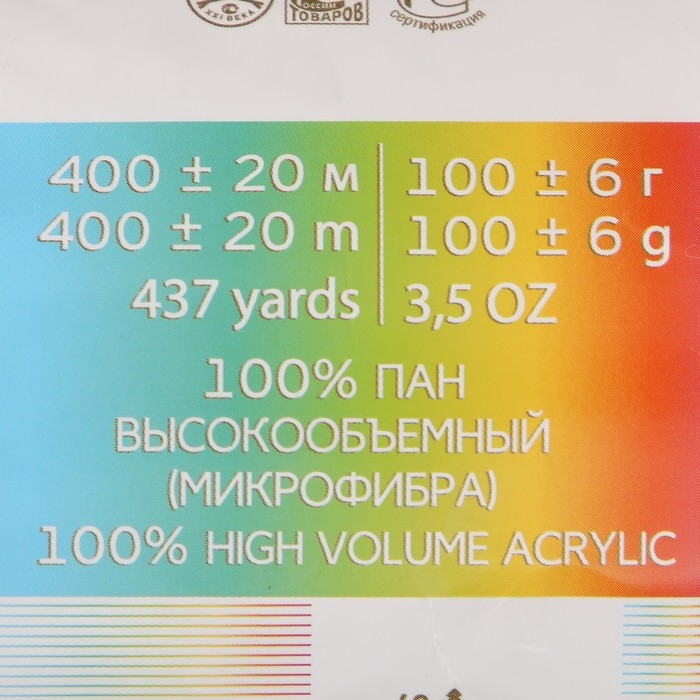 XXI ВЕКА
РОССИИ
ТОВАРОВ
сертификация
400 ± 20 м
100 ± 6 г
400 ± 20 m
100 ± 6 g
437 yards
3,5 OZ
100% ПАН
ВЫСОКООБЪЕМНЫЙ
(МИКРОФИБРА)
100% HIGH VOLUME ACRYLIC